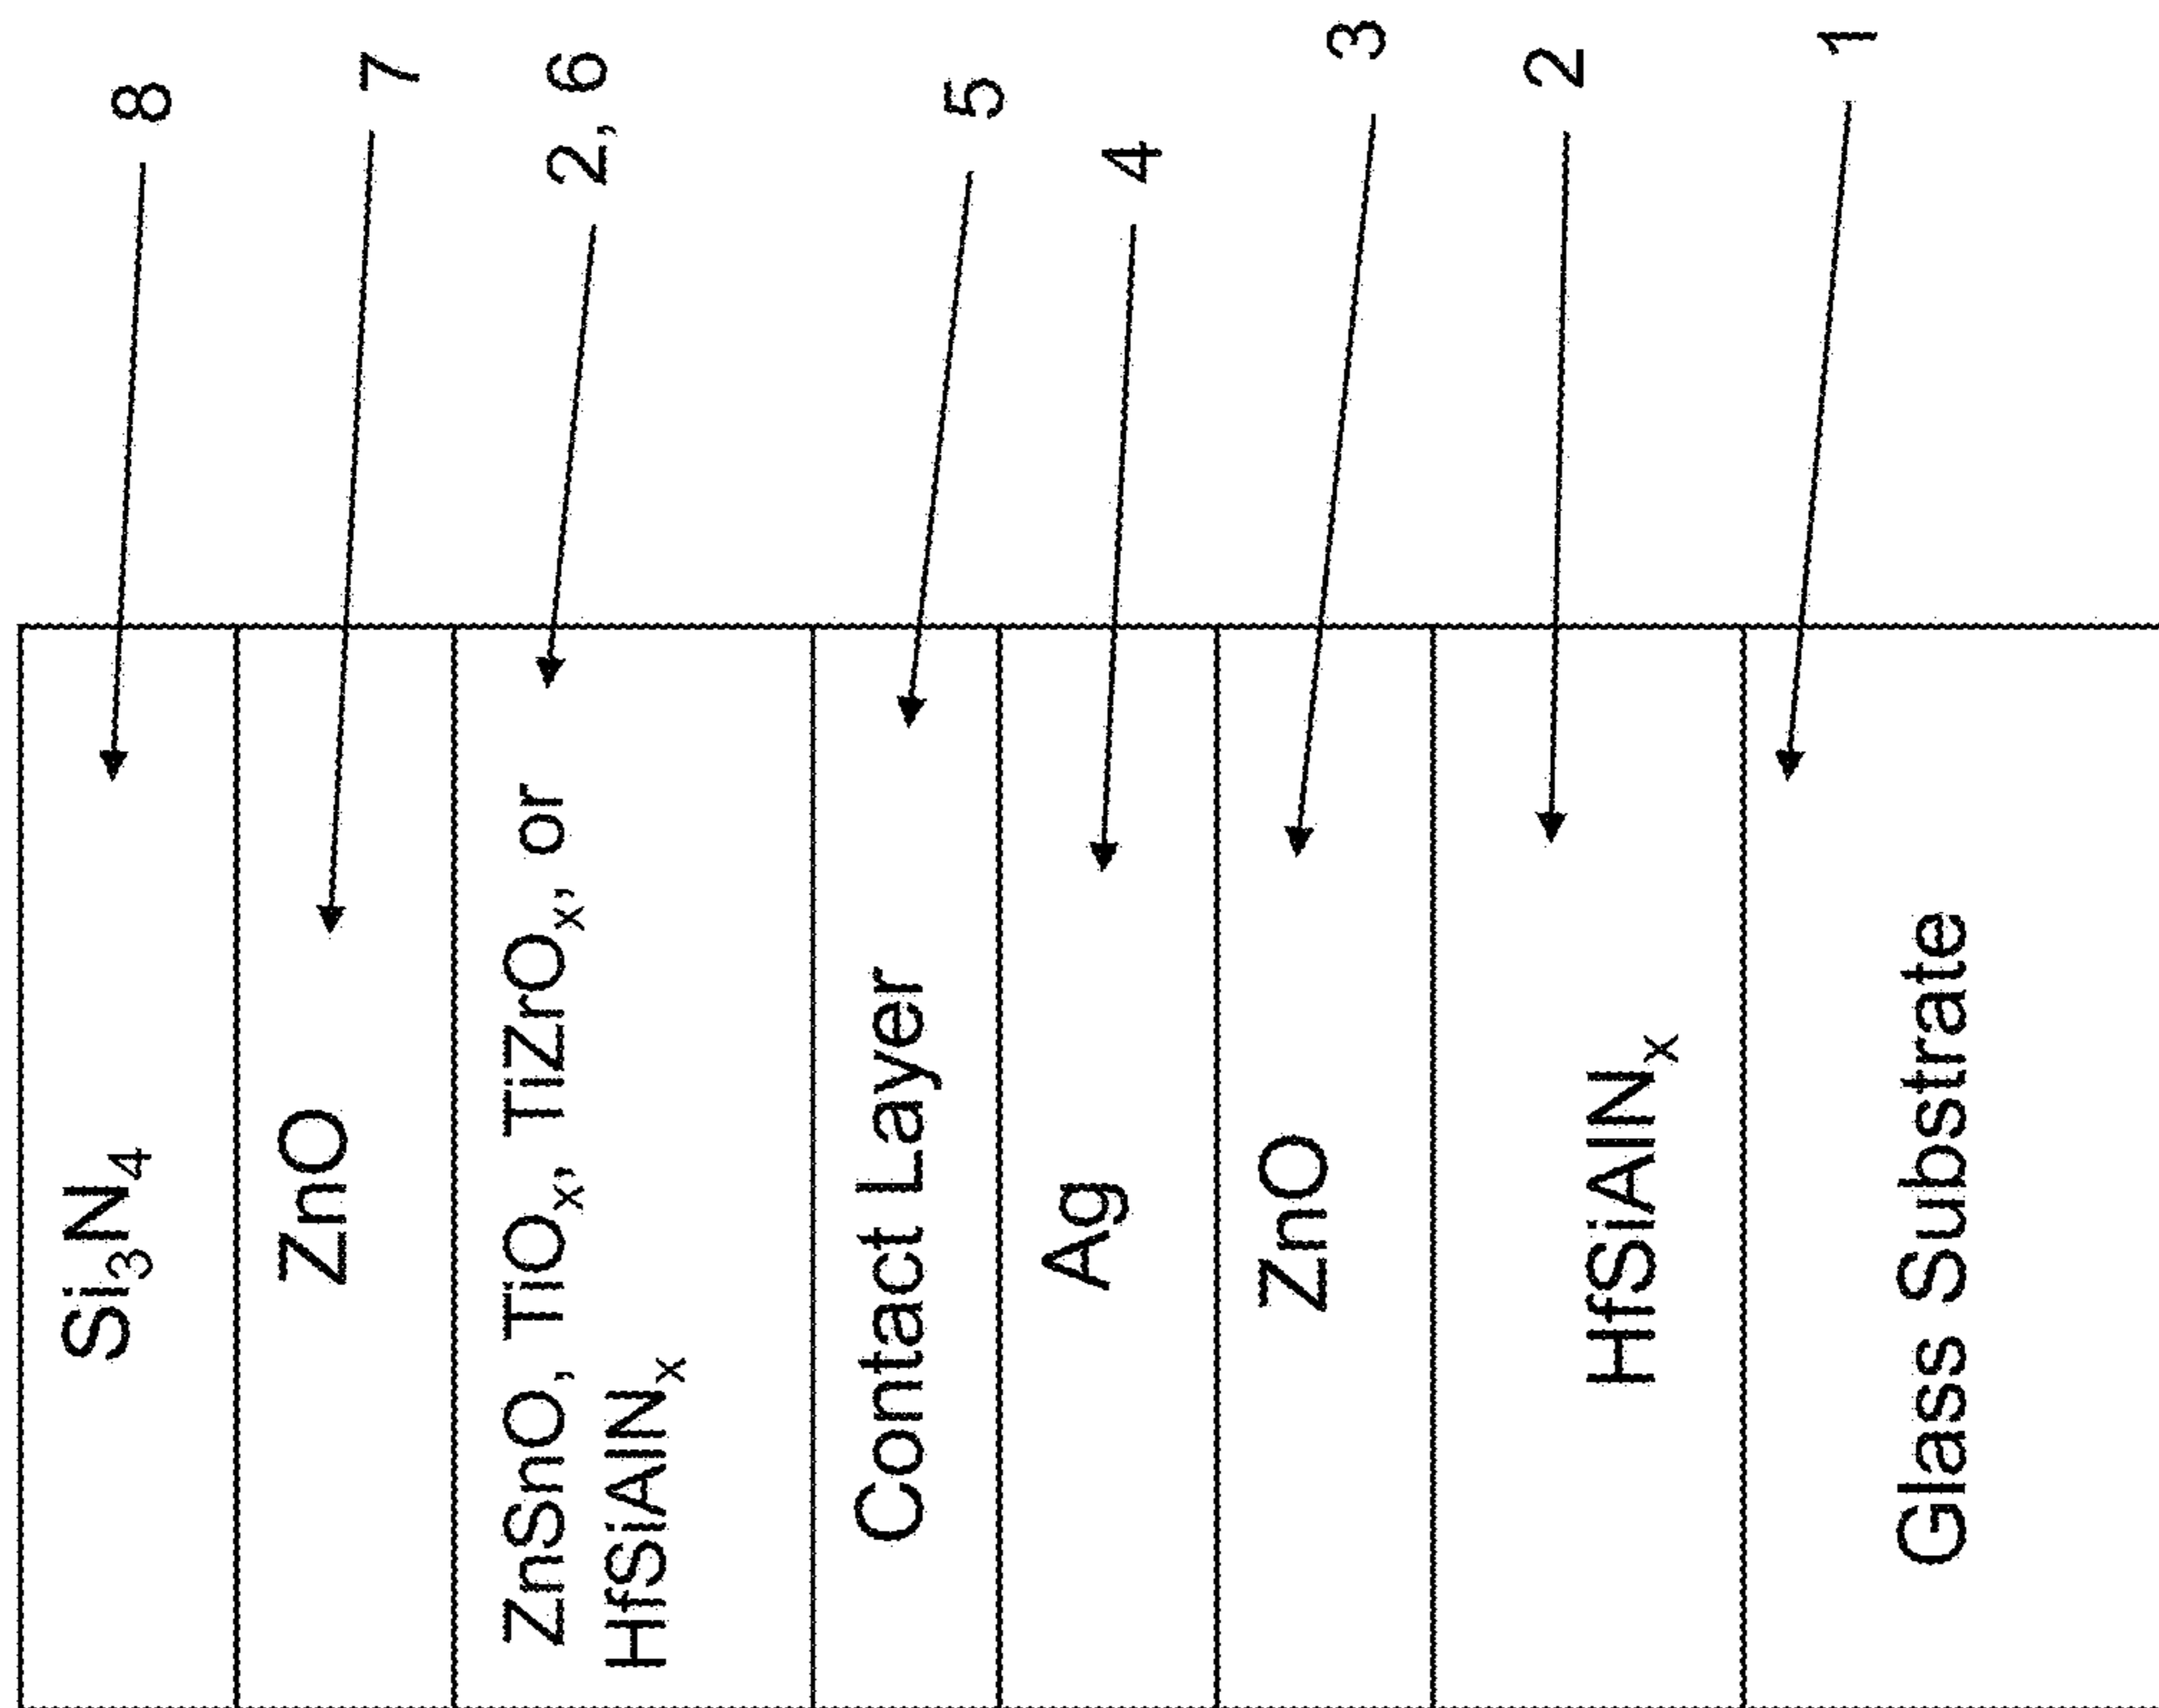 Si₃N₄
8
ZnO
7
ZnSnO, TiOₓ, TiZrOₓ, or
HfSiAlNₓ
2,6
Contact Layer
5
Ag
4
ZnO
3
HfSiAlNₓ
2
Glass Substrate
1